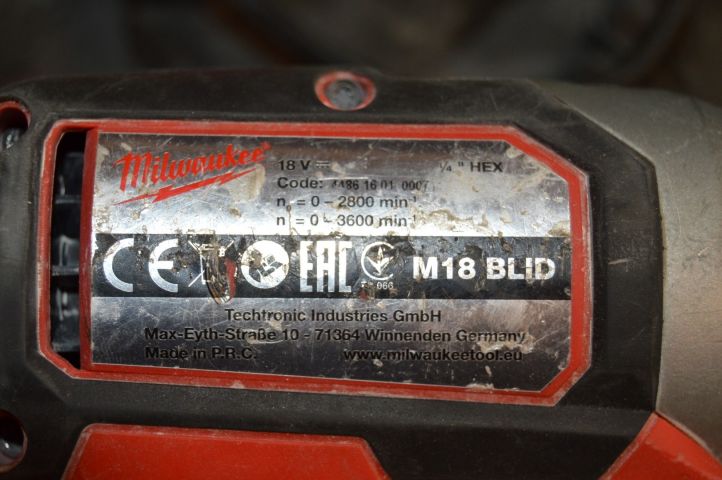 Milwaukee®
18 V ⎓ ¼ " HEX
Code: 4486 16 01 0007
n₀ = 0 - 2800 min⁻¹
n = 0 - 3600 min⁻¹
CE EAC 066 M18 BLID
Techtronic Industries GmbH
Max-Eyth-Straße 10 - 71364 Winnenden Germany
Made in P.R.C. www.milwaukeetool.eu